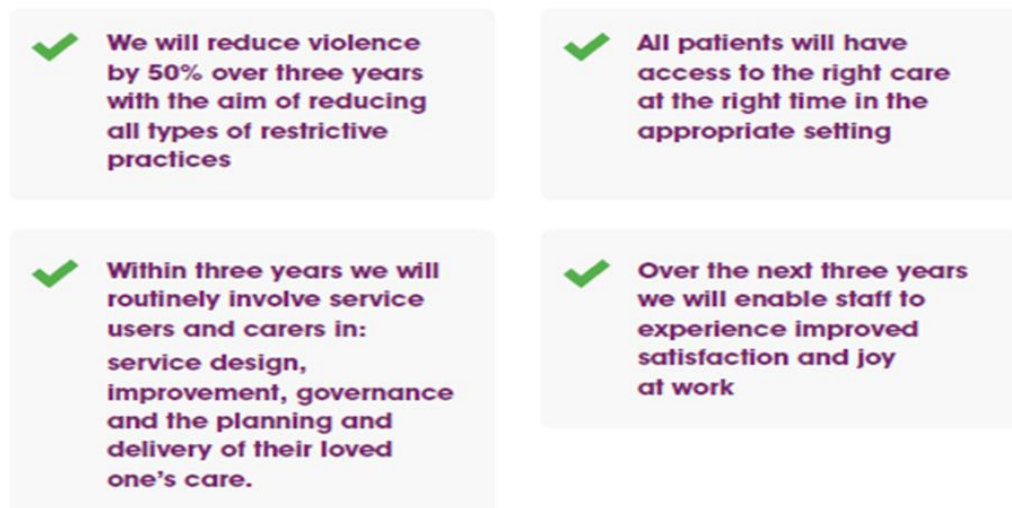 We will reduce violence
by 50% over three years
with the aim of reducing
all types of restrictive
practices
All patients will have
access to the right care
at the right time in the
appropriate setting
Within three years we will
routinely involve service
users and carers in:
service design,
improvement, governance
and the planning and
delivery of their loved
one's care.
Over the next three years
we will enable staff to
experience improved
satisfaction and joy
at work